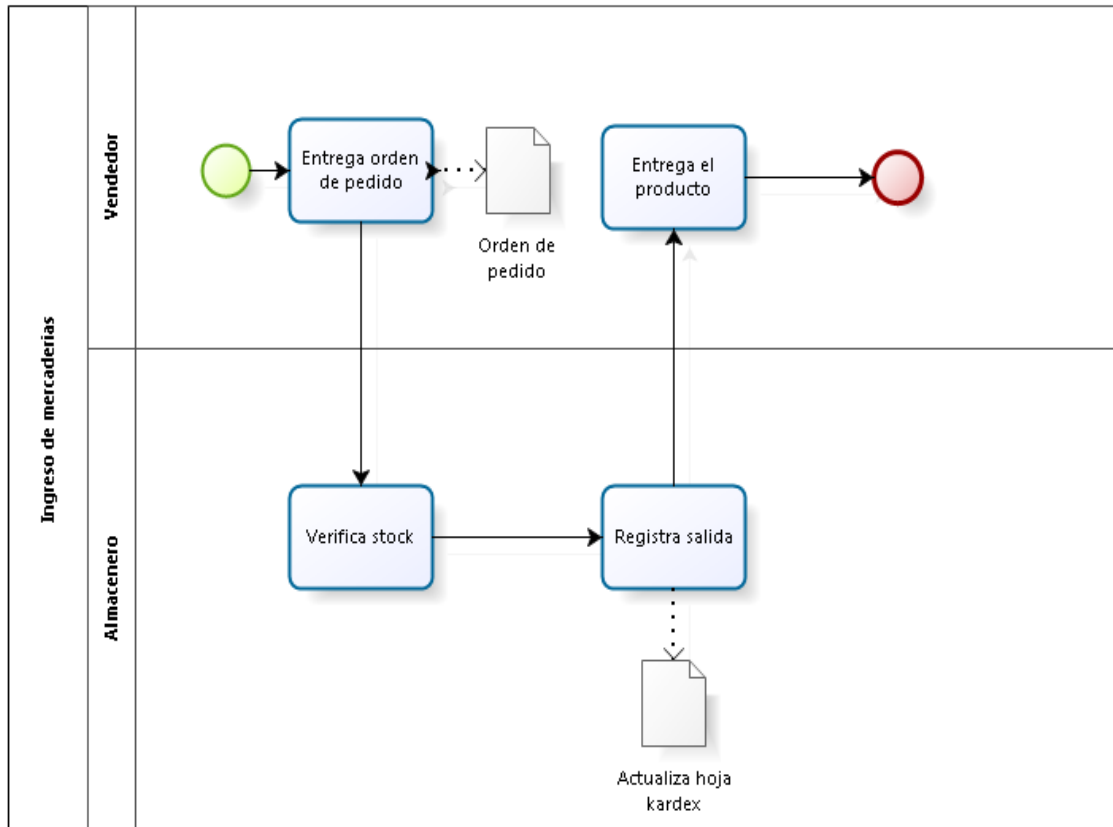 Ingreso de mercaderias
Vendedor
Entrega orden
de pedido
Orden de
pedido
Entrega el
producto
Almacenero
Verifica stock
Registra salida
Actualiza hoja
kardex